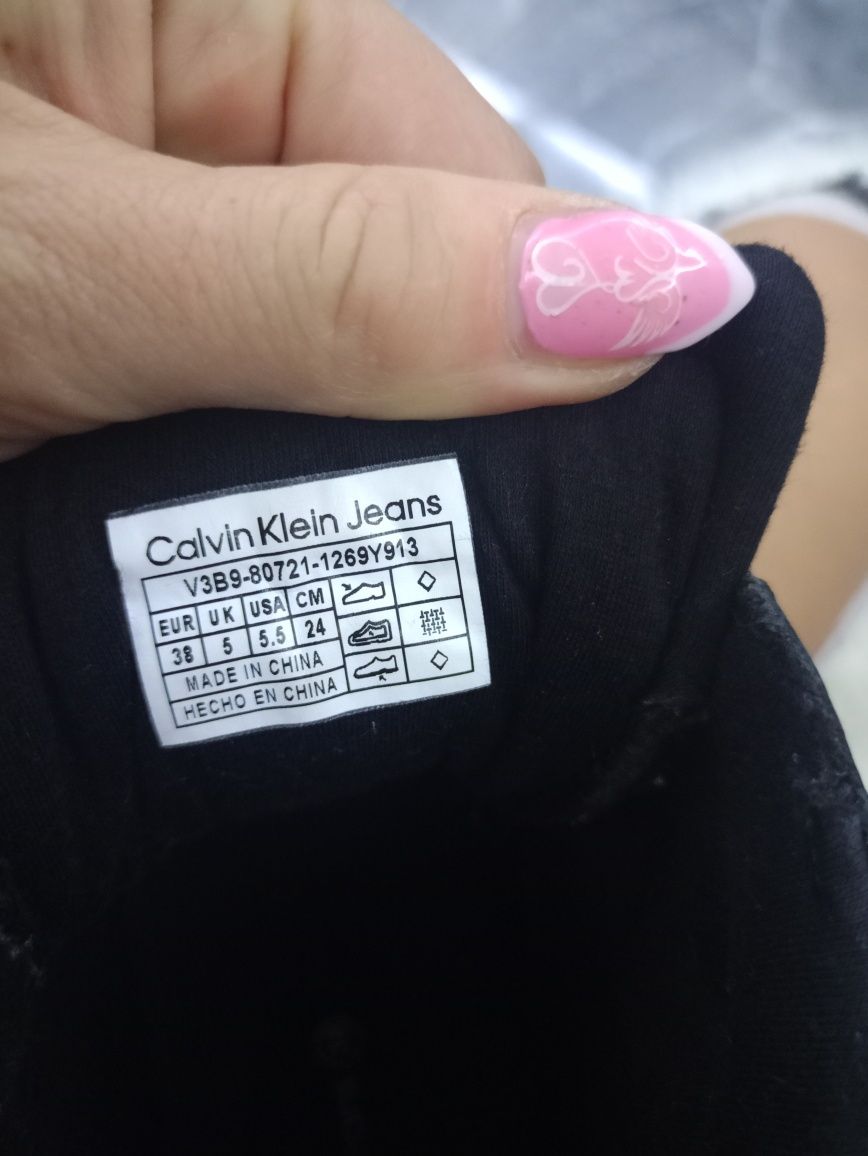 Calvin Klein Jeans
V3B9-80721-1269Y913
EUR UK USA CM
38 5 5.5 24
MADE IN CHINA
HECHO EN CHINA